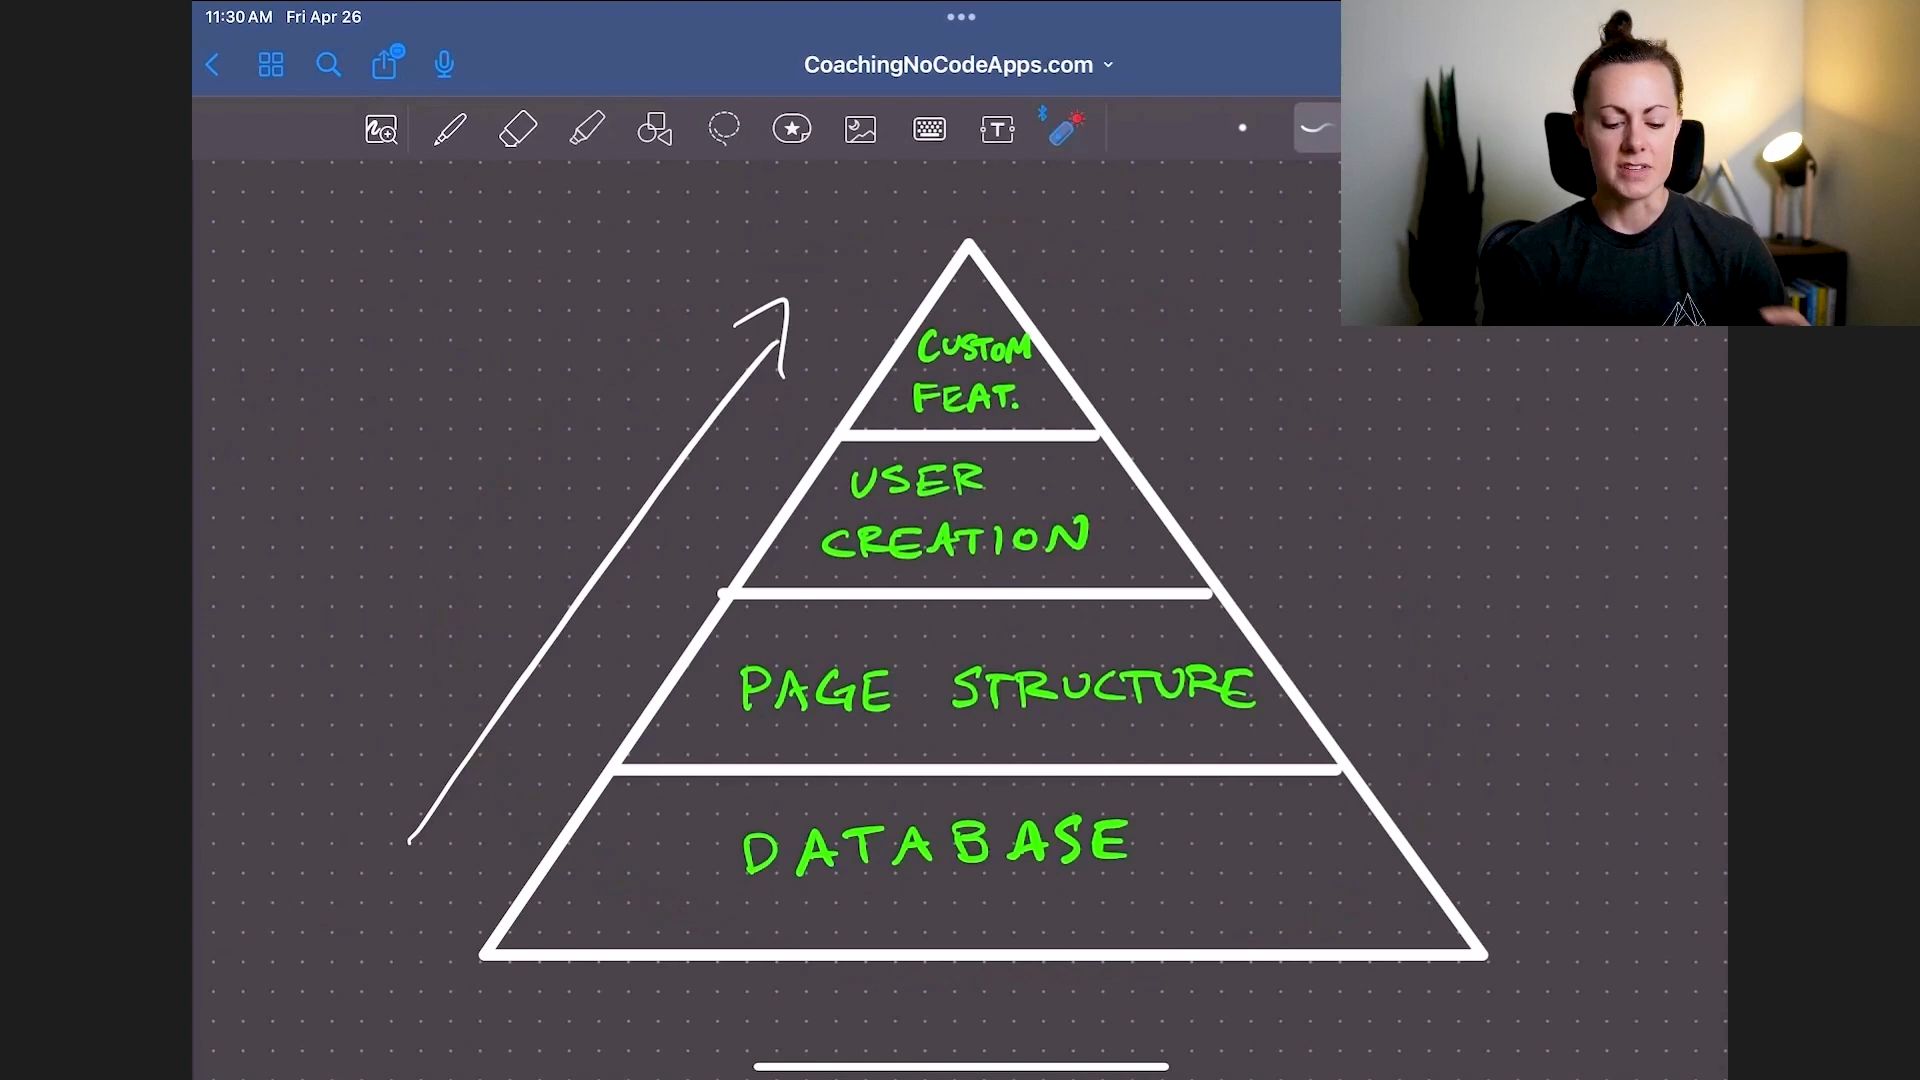 11:30 AM Fri Apr 26
CoachingNoCodeApps.com
T
CUSTOM
FEAT.
USER
CREATION
PAGE STRUCTURE
DATABASE